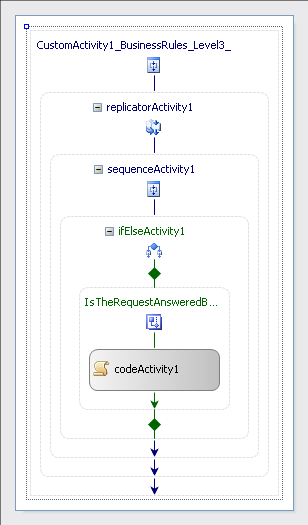 CustomActivity1_BusinessRules_Level3_
replicatorActivity1
sequenceActivity1
ifElseActivity1
IsTheRequestAnsweredB...
codeActivity1